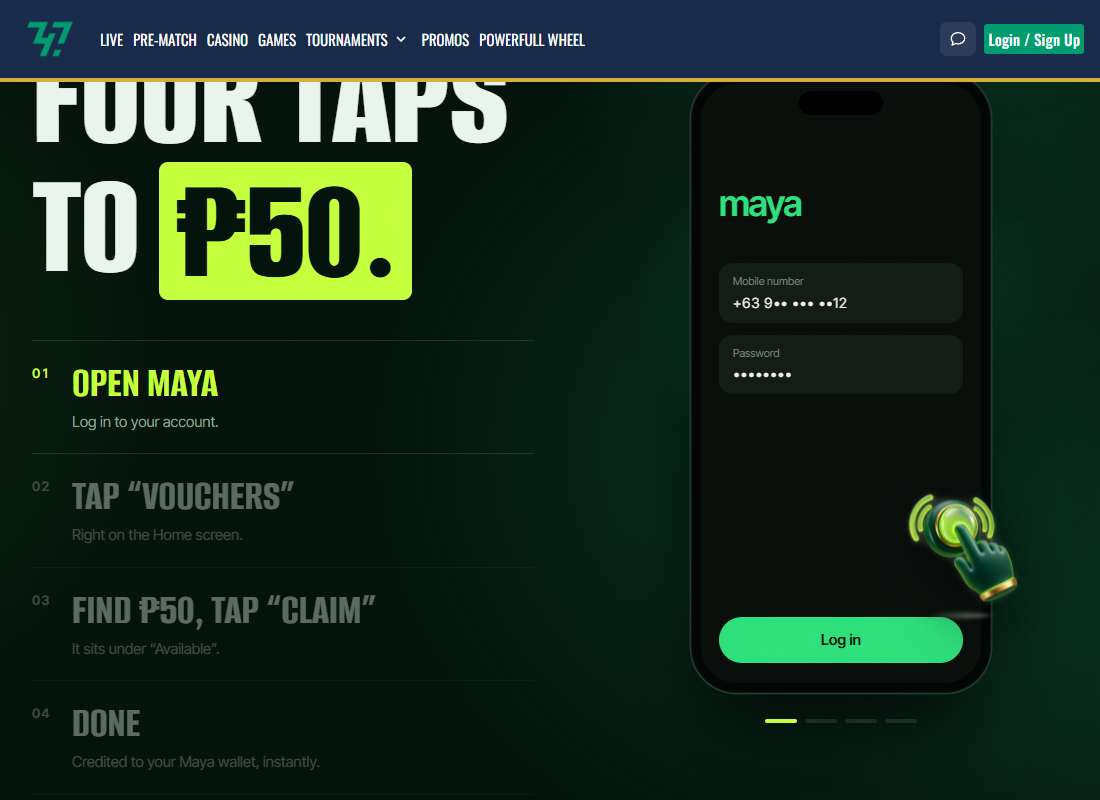 747
LIVE PRE-MATCH CASINO GAMES TOURNAMENTS PROMOS POWERFULL WHEEL
Login / Sign Up
FOUR TAPS
TO ₱50.
01 OPEN MAYA
Log in to your account.
02 TAP “VOUCHERS”
Right on the Home screen.
03 FIND ₱50, TAP “CLAIM”
It sits under “Available”.
04 DONE
Credited to your Maya wallet, instantly.
maya
Mobile number
+63 9•• ••• ••12
Password
••••••••
Log in